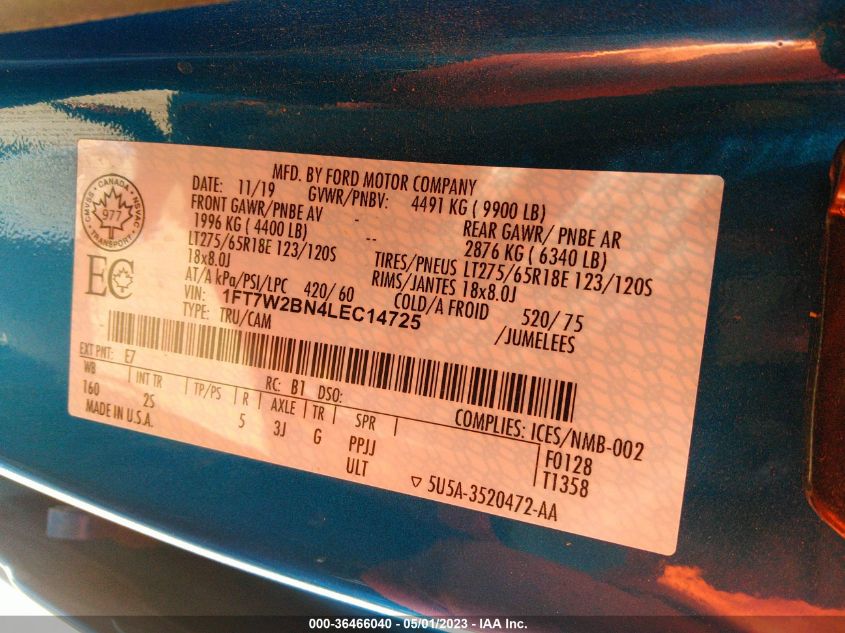 MFD. BY FORD MOTOR COMPANY
DATE: 11/19 GVWR/PNBV: 4491 KG ( 9900 LB)
FRONT GAWR/PNBE AV REAR GAWR/ PNBE AR
1996 KG ( 4400 LB) -- 2876 KG ( 6340 LB)
LT275/65R18E 123/120S TIRES/PNEUS LT275/65R18E 123/120S
18x8.0J RIMS/JANTES 18x8.0J
AT/A kPa/PSI/LPC 420/ 60 COLD/A FROID 520/ 75
VIN: 1FT7W2BN4LEC14725 /JUMELEES
TYPE: TRU/CAM
CANADA
CMVSS NSVAC
977
TRANSPORT
EC
EXT PNT: E7 RC: B1 DSO:
WB INT TR TP/PS R AXLE TR SPR COMPLIES: ICES/NMB-002
160 25 5 3J G PPJJ F0128
MADE IN U.S.A. ULT T1358
5U5A-3520472-AA
000-36466040 - 05/01/2023 - IAA Inc.